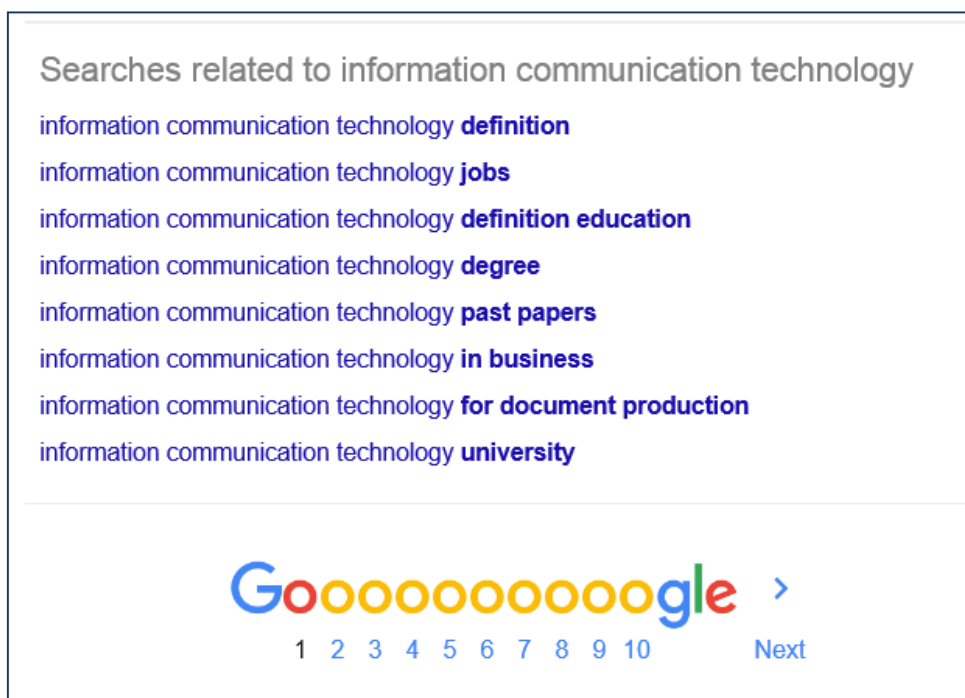 Searches related to information communication technology
information communication technology definition
information communication technology jobs
information communication technology definition education
information communication technology degree
information communication technology past papers
information communication technology in business
information communication technology for document production
information communication technology university
Goooooooooogle >
1 2 3 4 5 6 7 8 9 10 Next